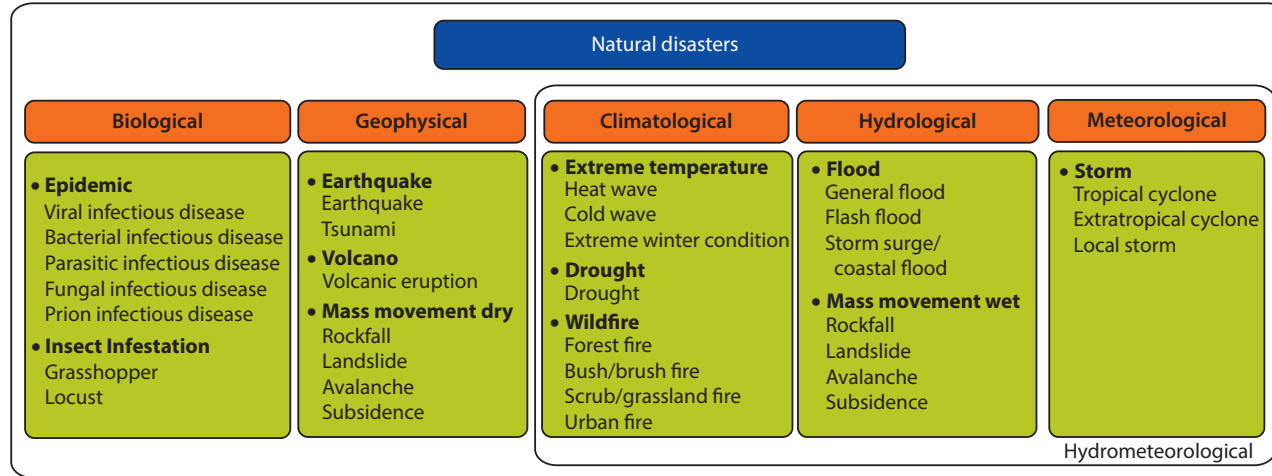 Natural disasters
Biological
• Epidemic
Viral infectious disease
Bacterial infectious disease
Parasitic infectious disease
Fungal infectious disease
Prion infectious disease
• Insect Infestation
Grasshopper
Locust
Geophysical
• Earthquake
Earthquake
Tsunami
• Volcano
Volcanic eruption
• Mass movement dry
Rockfall
Landslide
Avalanche
Subsidence
Climatological
• Extreme temperature
Heat wave
Cold wave
Extreme winter condition
• Drought
Drought
• Wildfire
Forest fire
Bush/brush fire
Scrub/grassland fire
Urban fire
Hydrological
• Flood
General flood
Flash flood
Storm surge/
coastal flood
• Mass movement wet
Rockfall
Landslide
Avalanche
Subsidence
Meteorological
• Storm
Tropical cyclone
Extratropical cyclone
Local storm
Hydrometeorological